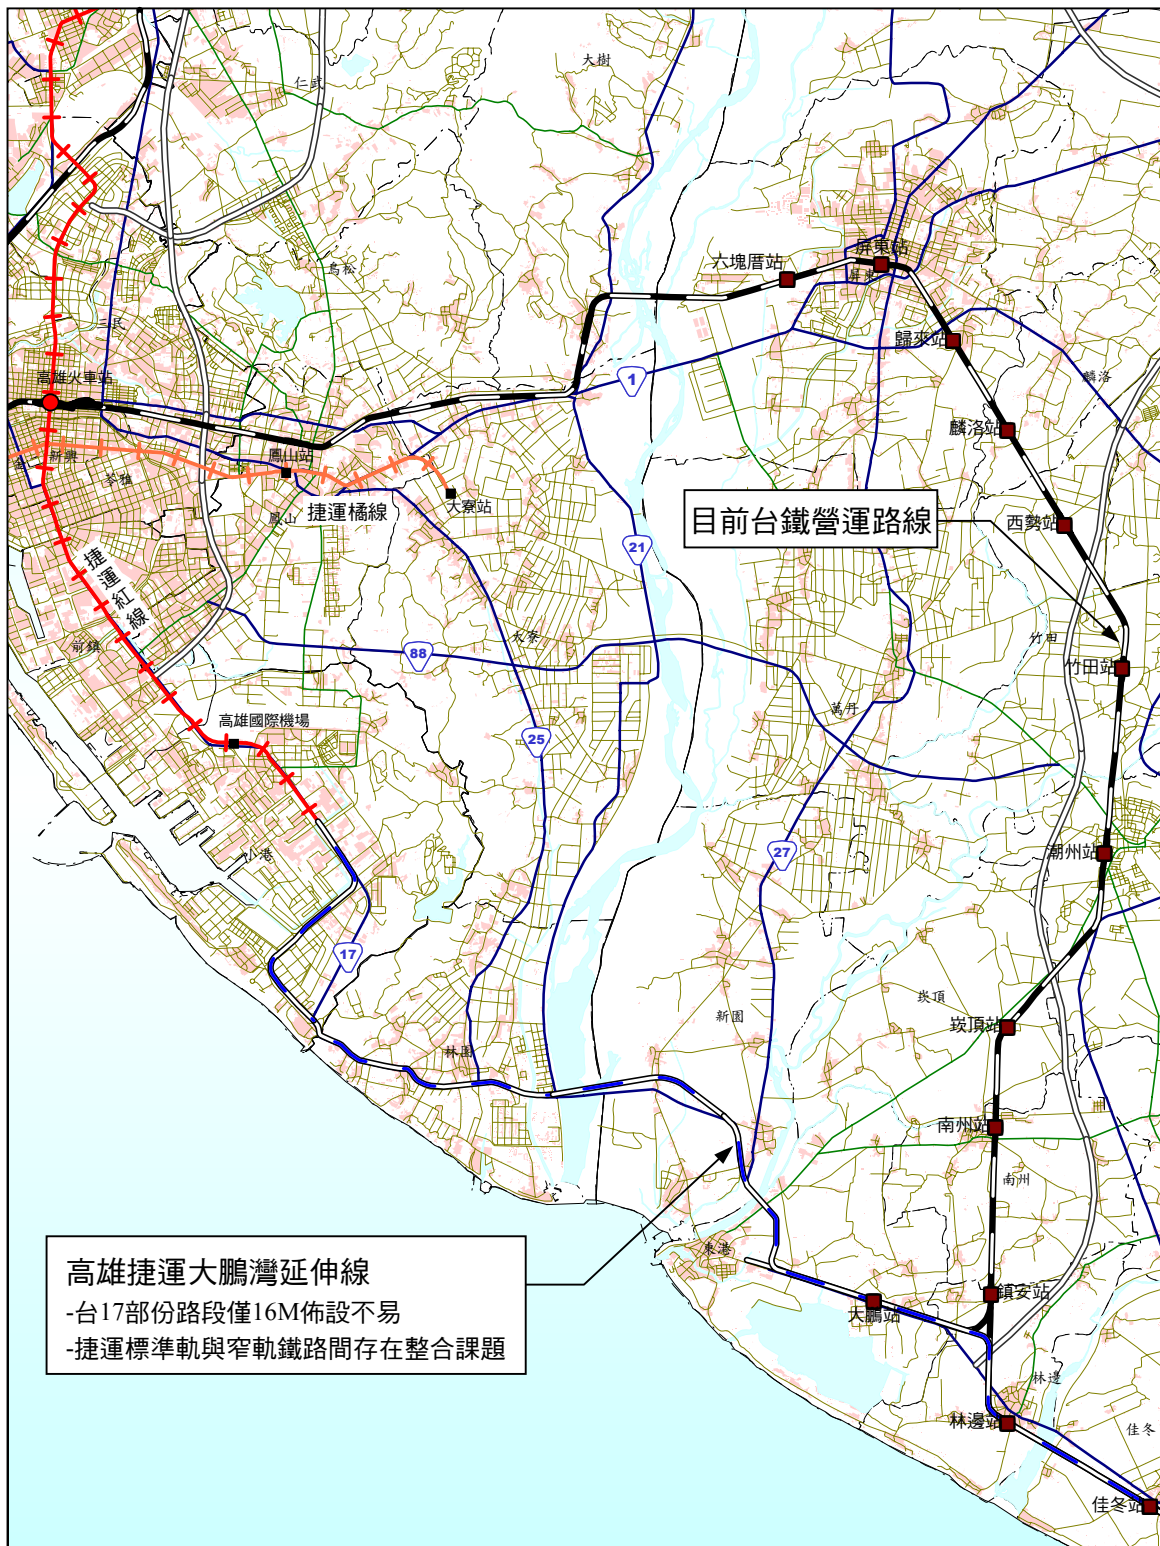 大樹
仁武
鳥松
三民
高雄火車站
六塊厝站
屏東站
屏東
歸來站
麟洛
1
麟洛站
新興
苓雅
鳳山站
鳳山
捷運橘線
大寮站
目前台鐵營運路線
西勢站
21
捷運紅線
前鎮
大寮
88
竹田
竹田站
萬丹
高雄國際機場
25
27
小港
潮州站
17
崁頂
新園
崁頂站
林園
南州站
南州
東港
高雄捷運大鵬灣延伸線
-台17部份路段僅16M佈設不易
-捷運標準軌與窄軌鐵路間存在整合課題
鎮安站
大鵬站
林邊
林邊站
佳冬
佳冬站